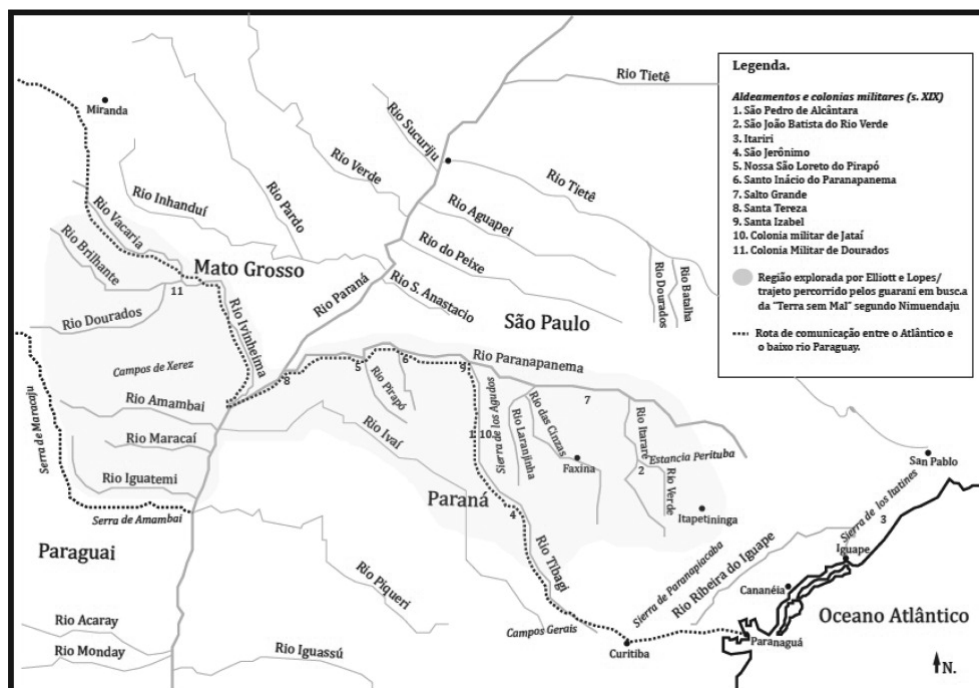 Legenda.
Aldeamentos e colonias militares (s. XIX)
1. São Pedro de Alcântara
2. São João Batista do Rio Verde
3. Itariri
4. São Jerônimo
5. Nossa São Loreto do Pirapó
6. Santo Inácio do Paranapanema
7. Salto Grande
8. Santa Tereza
9. Santa Izabel
10. Colonia militar de Jataí
11. Colonia Militar de Dourados
Região explorada por Elliott e Lopes/
trajeto percorrido pelos guarani em busc.a
da "Terra sem Mal" segundo Nimuendaju
Rota de comunicação entre o Atlântico e
o baixo rio Paraguay.
Miranda
Rio Tietê
Rio Sucuriju
Rio Verde
Rio Tietê
Rio Inhanduí
Rio Pardo
Rio Aguapei
Rio Vacaria
Rio Brilhante
Mato Grosso
Rio do Peixe
Rio Dourados
Rio Batalha
11
Rio Paraná
Rio S. Anastacio
São Paulo
Rio Dourados
Rio Ivinheima
Campos de Xerez
Serra de Maracaju
8
5
6
9
Rio Paranapanema
Rio Pirapó
7
Rio Amambai
Rio Maracaí
Rio Ivaí
1
10
Sierra de los Agudos
Rio Laranjinha
Rio das Cinzas
Faxina
Rio Itararé
2
Estancia Perituba
Rio Verde
San Pablo
Rio Iguatemi
Serra de Amambai
Paraná
4
Itapetininga
Sierra de los Itatines
3
Iguape
Paraguai
Rio Tibagi
Sierra de Paranapiacaba
Rio Ribeira do Iguape
Rio Piqueri
Cananéia
Oceano Atlântico
Rio Acaray
Campos Gerais
Curitiba
Paranaguá
Rio Monday
Rio Iguassú
N.